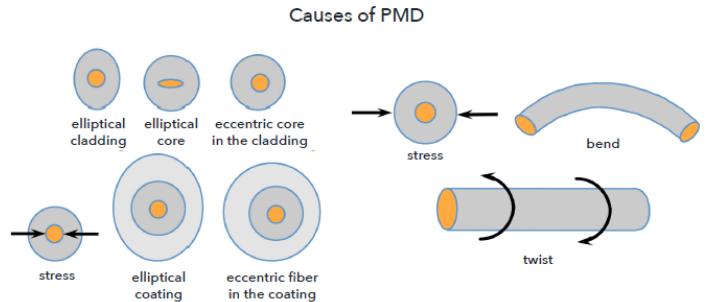 Causes of PMD
elliptical
cladding
elliptical
core
eccentric core
in the cladding
stress
bend
stress
elliptical
coating
eccentric fiber
in the coating
twist